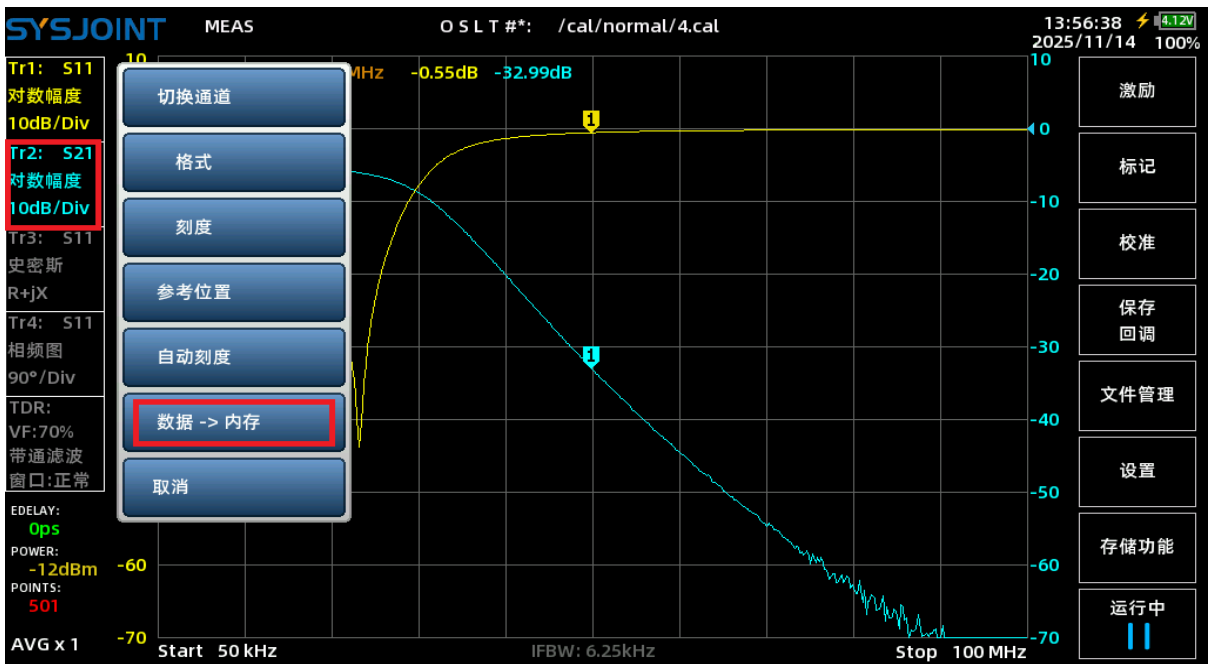 SYSJOINT MEAS O S L T #*: /cal/normal/4.cal 13:56:38 4.12V
2025/11/14 100%
Tr1: S11
对数幅度
10dB/Div
Tr2: S21
对数幅度
10dB/Div
Tr3: S11
史密斯
R+jX
Tr4: S11
相频图
90°/Div
TDR:
VF:70%
带通滤波
窗口:正常
EDELAY:
0ps
POWER:
-12dBm
POINTS:
501
AVG x 1
切换通道
格式
刻度
参考位置
自动刻度
数据 -> 内存
取消
10
-60
-70
MHz -0.55dB -32.99dB
1
1
10
0
-10
-20
-30
-40
-50
-60
-70
Start 50 kHz IFBW: 6.25kHz Stop 100 MHz
激励
标记
校准
保存
回调
文件管理
设置
存储功能
运行中